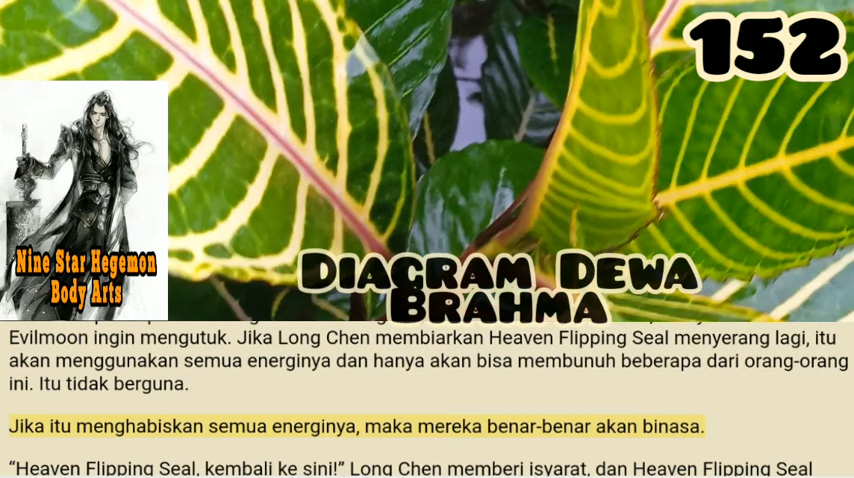 152
Nine Star Hegemon
Body Arts
DIAGRAM DEWA
BRAHMA
Evilmoon ingin mengutuk. Jika Long Chen membiarkan Heaven Flipping Seal menyerang lagi, itu
akan menggunakan semua energinya dan hanya akan bisa membunuh beberapa dari orang-orang
ini. Itu tidak berguna.
Jika itu menghabiskan semua energinya, maka mereka benar-benar akan binasa.
“Heaven Flipping Seal, kembali ke sini!” Long Chen memberi isyarat, dan Heaven Flipping Seal